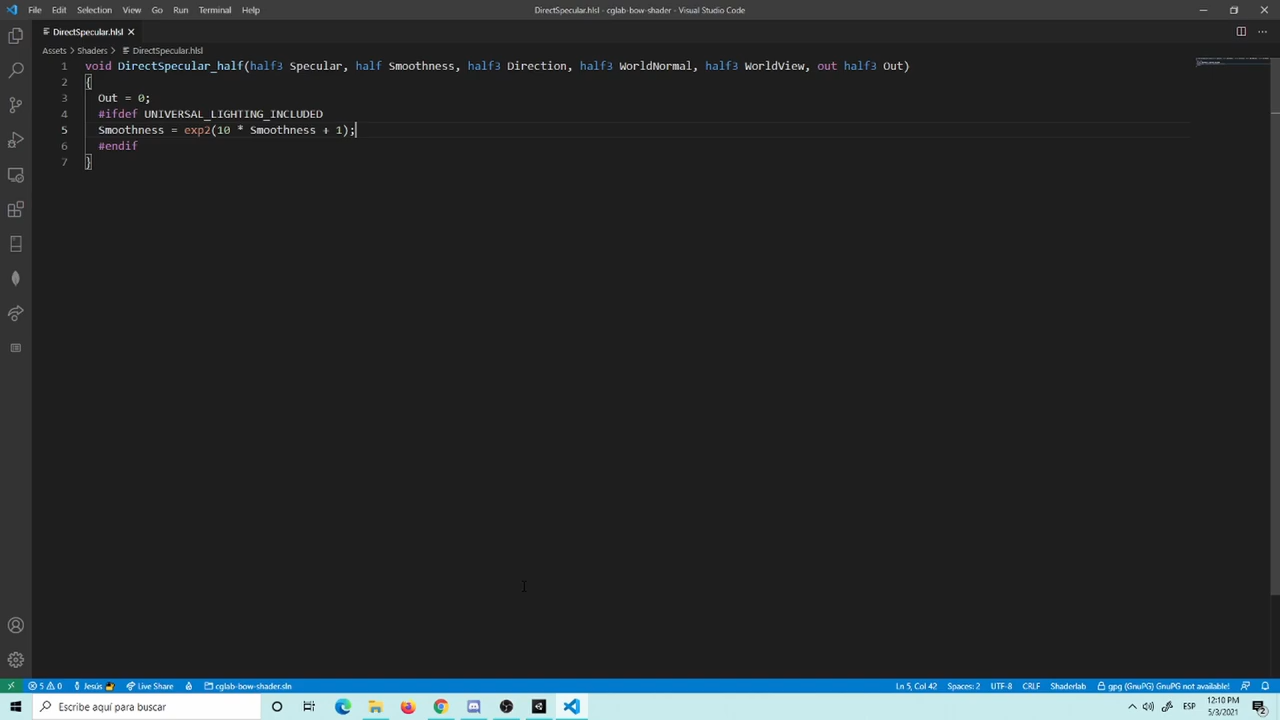 File Edit Selection View Go Run Terminal Help
DirectSpecular.hlsl - cglab-bow-shader - Visual Studio Code
DirectSpecular.hlsl
Assets > Shaders > DirectSpecular.hlsl
1 void DirectSpecular_half(half3 Specular, half Smoothness, half3 Direction, half3 WorldNormal, half3 WorldView, out half3 Out)
2 {
3 Out = 0;
4 #ifdef UNIVERSAL_LIGHTING_INCLUDED
5 Smoothness = exp2(10 * Smoothness + 1);
6 #endif
7 }
5 0 Jesús Live Share cglab-bow-shader.sln Ln 5, Col 42 Spaces: 2 UTF-8 CRLF Shaderlab gpg (GnuPG) GnuPG not available!
Escribe aquí para buscar
ESP
12:10 PM
5/3/2021
2